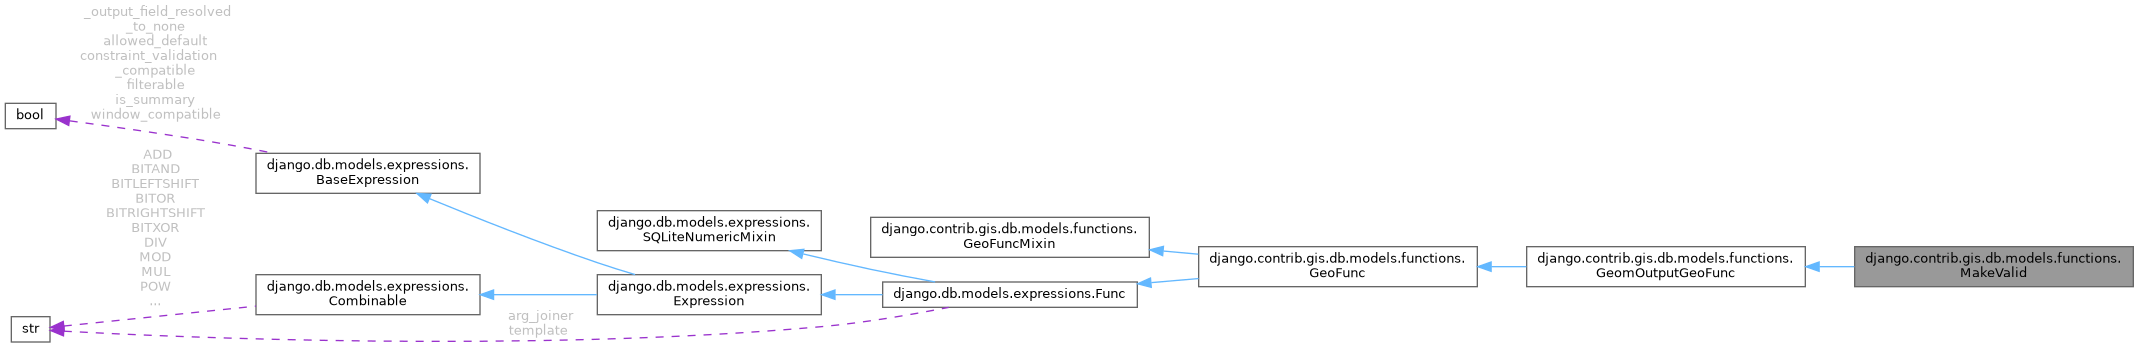 _output_field_resolved
_to_none
allowed_default
constraint_validation
_compatible
filterable
is_summary
window_compatible
bool
django.db.models.expressions.
BaseExpression
ADD
BITAND
BITLEFTSHIFT
BITOR
BITRIGHTSHIFT
BITXOR
DIV
MOD
MUL
POW
...
django.db.models.expressions.
SQLiteNumericMixin
django.contrib.gis.db.models.functions.
GeoFuncMixin
django.contrib.gis.db.models.functions.
GeoFunc
django.contrib.gis.db.models.functions.
GeomOutputGeoFunc
django.contrib.gis.db.models.functions.
MakeValid
django.db.models.expressions.
Combinable
django.db.models.expressions.
Expression
django.db.models.expressions.Func
str
arg_joiner
template